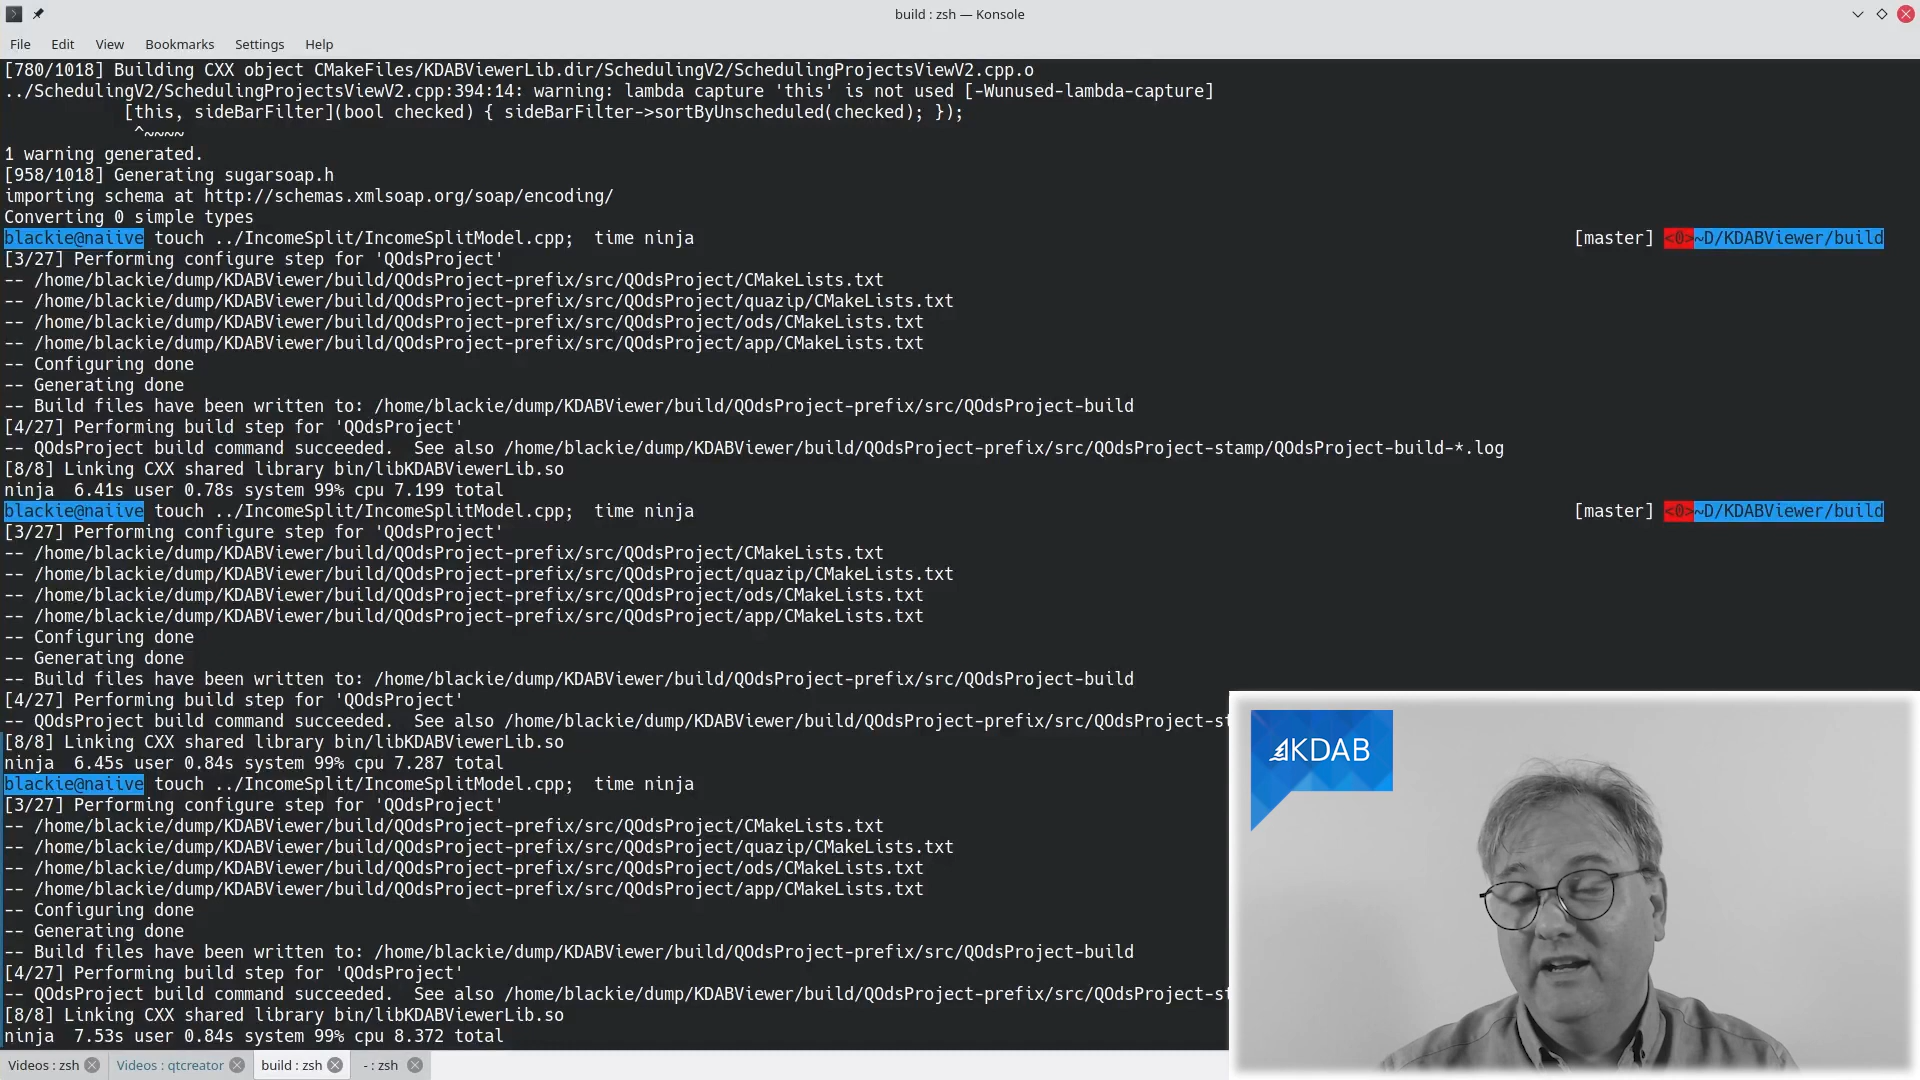 build : zsh — Konsole
File Edit View Bookmarks Settings Help
[780/1018] Building CXX object CMakeFiles/KDABViewerLib.dir/SchedulingV2/SchedulingProjectsViewV2.cpp.o
../SchedulingV2/SchedulingProjectsViewV2.cpp:394:14: warning: lambda capture 'this' is not used [-Wunused-lambda-capture]
            [this, sideBarFilter](bool checked) { sideBarFilter->sortByUnscheduled(checked); });
             ^~~~~
1 warning generated.
[958/1018] Generating sugarsoap.h
importing schema at http://schemas.xmlsoap.org/soap/encoding/
Converting 0 simple types
blackie@naiive touch ../IncomeSplit/IncomeSplitModel.cpp;  time ninja [master] <0>~D/KDABViewer/build
[3/27] Performing configure step for 'QOdsProject'
-- /home/blackie/dump/KDABViewer/build/QOdsProject-prefix/src/QOdsProject/CMakeLists.txt
-- /home/blackie/dump/KDABViewer/build/QOdsProject-prefix/src/QOdsProject/quazip/CMakeLists.txt
-- /home/blackie/dump/KDABViewer/build/QOdsProject-prefix/src/QOdsProject/ods/CMakeLists.txt
-- /home/blackie/dump/KDABViewer/build/QOdsProject-prefix/src/QOdsProject/app/CMakeLists.txt
-- Configuring done
-- Generating done
-- Build files have been written to: /home/blackie/dump/KDABViewer/build/QOdsProject-prefix/src/QOdsProject-build
[4/27] Performing build step for 'QOdsProject'
-- QOdsProject build command succeeded.  See also /home/blackie/dump/KDABViewer/build/QOdsProject-prefix/src/QOdsProject-stamp/QOdsProject-build-*.log
[8/8] Linking CXX shared library bin/libKDABViewerLib.so
ninja  6.41s user 0.78s system 99% cpu 7.199 total
blackie@naiive touch ../IncomeSplit/IncomeSplitModel.cpp;  time ninja [master] <0>~D/KDABViewer/build
[3/27] Performing configure step for 'QOdsProject'
-- /home/blackie/dump/KDABViewer/build/QOdsProject-prefix/src/QOdsProject/CMakeLists.txt
-- /home/blackie/dump/KDABViewer/build/QOdsProject-prefix/src/QOdsProject/quazip/CMakeLists.txt
-- /home/blackie/dump/KDABViewer/build/QOdsProject-prefix/src/QOdsProject/ods/CMakeLists.txt
-- /home/blackie/dump/KDABViewer/build/QOdsProject-prefix/src/QOdsProject/app/CMakeLists.txt
-- Configuring done
-- Generating done
-- Build files have been written to: /home/blackie/dump/KDABViewer/build/QOdsProject-prefix/src/QOdsProject-build
[4/27] Performing build step for 'QOdsProject'
-- QOdsProject build command succeeded.  See also /home/blackie/dump/KDABViewer/build/QOdsProject-prefix/src/QOdsProject-st
[8/8] Linking CXX shared library bin/libKDABViewerLib.so
ninja  6.45s user 0.84s system 99% cpu 7.287 total
blackie@naiive touch ../IncomeSplit/IncomeSplitModel.cpp;  time ninja
[3/27] Performing configure step for 'QOdsProject'
-- /home/blackie/dump/KDABViewer/build/QOdsProject-prefix/src/QOdsProject/CMakeLists.txt
-- /home/blackie/dump/KDABViewer/build/QOdsProject-prefix/src/QOdsProject/quazip/CMakeLists.txt
-- /home/blackie/dump/KDABViewer/build/QOdsProject-prefix/src/QOdsProject/ods/CMakeLists.txt
-- /home/blackie/dump/KDABViewer/build/QOdsProject-prefix/src/QOdsProject/app/CMakeLists.txt
-- Configuring done
-- Generating done
-- Build files have been written to: /home/blackie/dump/KDABViewer/build/QOdsProject-prefix/src/QOdsProject-build
[4/27] Performing build step for 'QOdsProject'
-- QOdsProject build command succeeded.  See also /home/blackie/dump/KDABViewer/build/QOdsProject-prefix/src/QOdsProject-st
[8/8] Linking CXX shared library bin/libKDABViewerLib.so
ninja  7.53s user 0.84s system 99% cpu 8.372 total
KDAB
Videos : zsh Videos : qtcreator build : zsh - : zsh